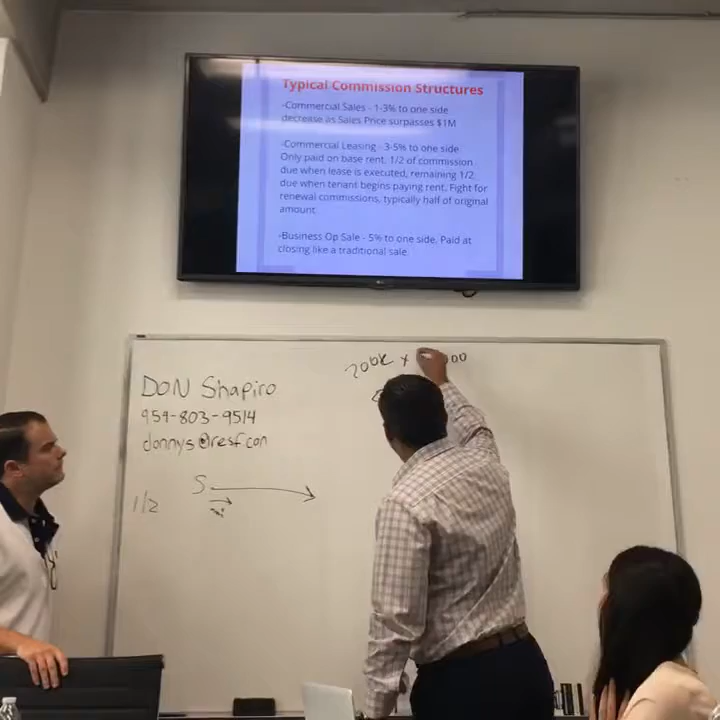 Typical Commission Structures
-Commercial Sales - 1-3% to one side
decrease as Sales Price surpasses $1M
-Commercial Leasing - 3-5% to one side
Only paid on base rent. 1/2 of commission
due when lease is executed, remaining 1/2
due when tenant begins paying rent. Fight for
renewal commissions, typically half of original
amount.
-Business Op Sale - 5% to one side. Paid at
closing like a traditional sale.
200K x
DON Shapiro
954-803-9514
donnys@resf.com
S
1/2